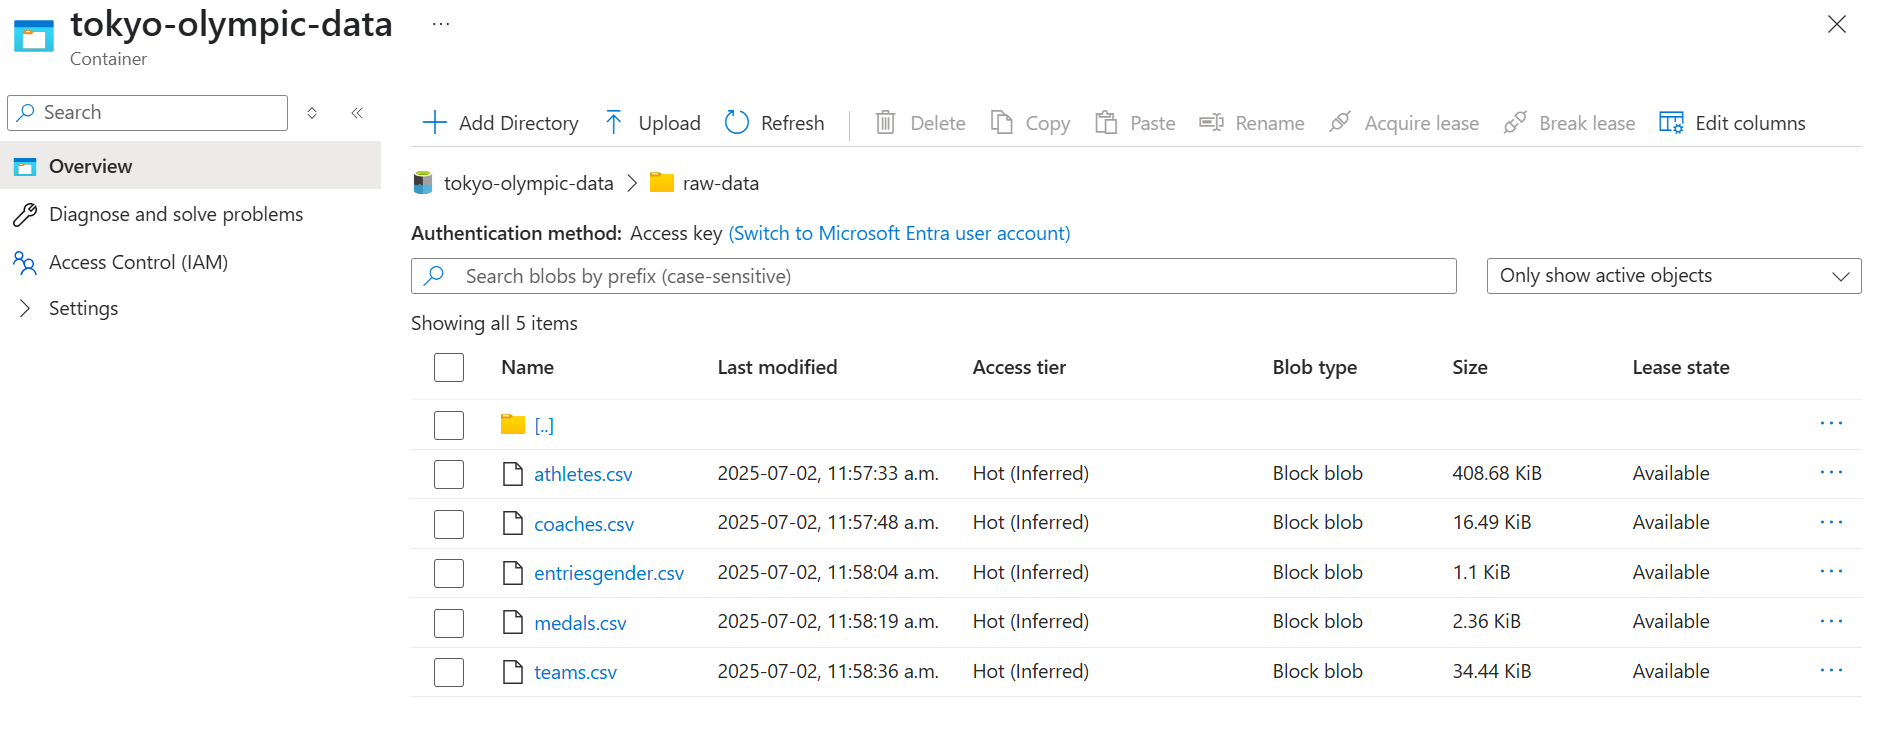 tokyo-olympic-data ...
Container
Search
Overview
Diagnose and solve problems
Access Control (IAM)
Settings
Add Directory Upload Refresh Delete Copy Paste Rename Acquire lease Break lease Edit columns
tokyo-olympic-data > raw-data
Authentication method: Access key (Switch to Microsoft Entra user account)
Search blobs by prefix (case-sensitive) Only show active objects
Showing all 5 items
Name Last modified Access tier Blob type Size Lease state
[..] ...
athletes.csv 2025-07-02, 11:57:33 a.m. Hot (Inferred) Block blob 408.68 KiB Available ...
coaches.csv 2025-07-02, 11:57:48 a.m. Hot (Inferred) Block blob 16.49 KiB Available ...
entriesgender.csv 2025-07-02, 11:58:04 a.m. Hot (Inferred) Block blob 1.1 KiB Available ...
medals.csv 2025-07-02, 11:58:19 a.m. Hot (Inferred) Block blob 2.36 KiB Available ...
teams.csv 2025-07-02, 11:58:36 a.m. Hot (Inferred) Block blob 34.44 KiB Available ...